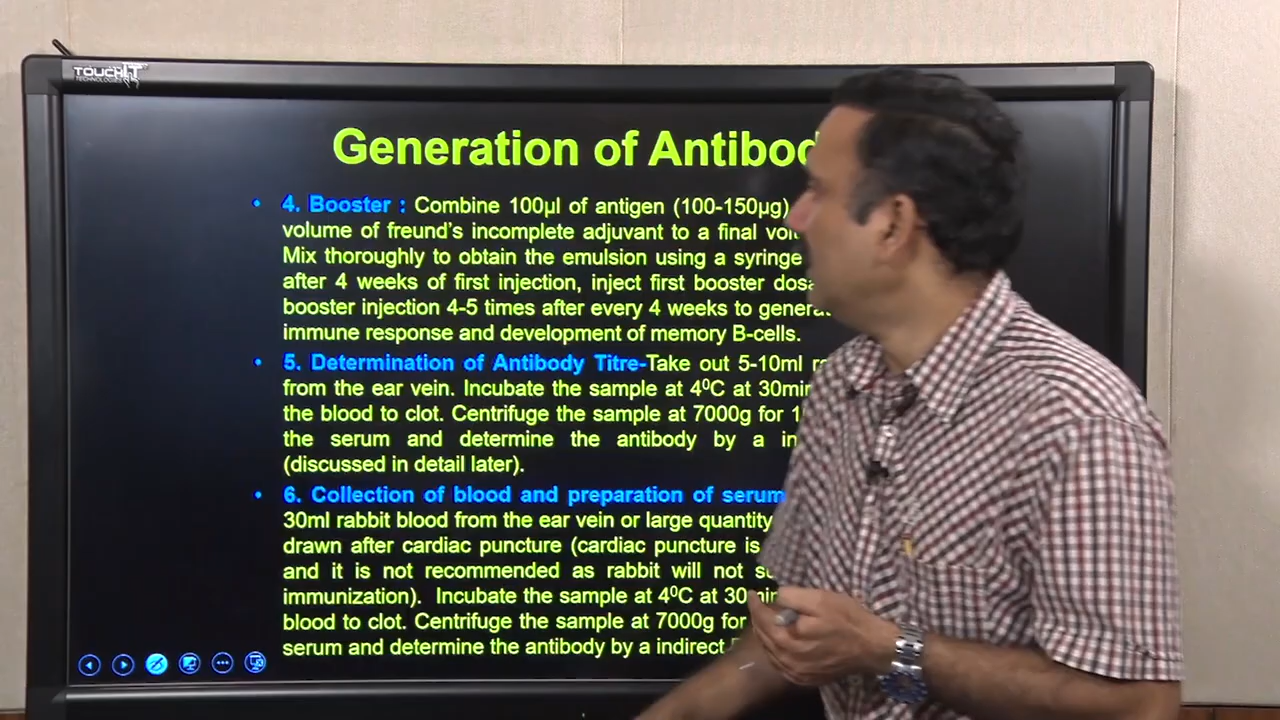 TOUCHIT
TECHNOLOGIES
Generation of Antibod
• 4. Booster : Combine 100µl of antigen (100-150µg)
volume of freund's incomplete adjuvant to a final
Mix thoroughly to obtain the emulsion using a syringe
after 4 weeks of first injection, inject first booster
booster injection 4-5 times after every 4 weeks to
immune response and development of memory B-cells.
• 5. Determination of Antibody Titre-Take out 5-10ml
from the ear vein. Incubate the sample at 4⁰C at 30min
the blood to clot. Centrifuge the sample at 7000g for
the serum and determine the antibody by a
(discussed in detail later).
• 6. Collection of blood and preparation of serum
30ml rabbit blood from the ear vein or large quantity
drawn after cardiac puncture (cardiac puncture is
and it is not recommended as rabbit will not
immunization). Incubate the sample at 4⁰C at 30min
blood to clot. Centrifuge the sample at 7000g for
serum and determine the antibody by a indirect